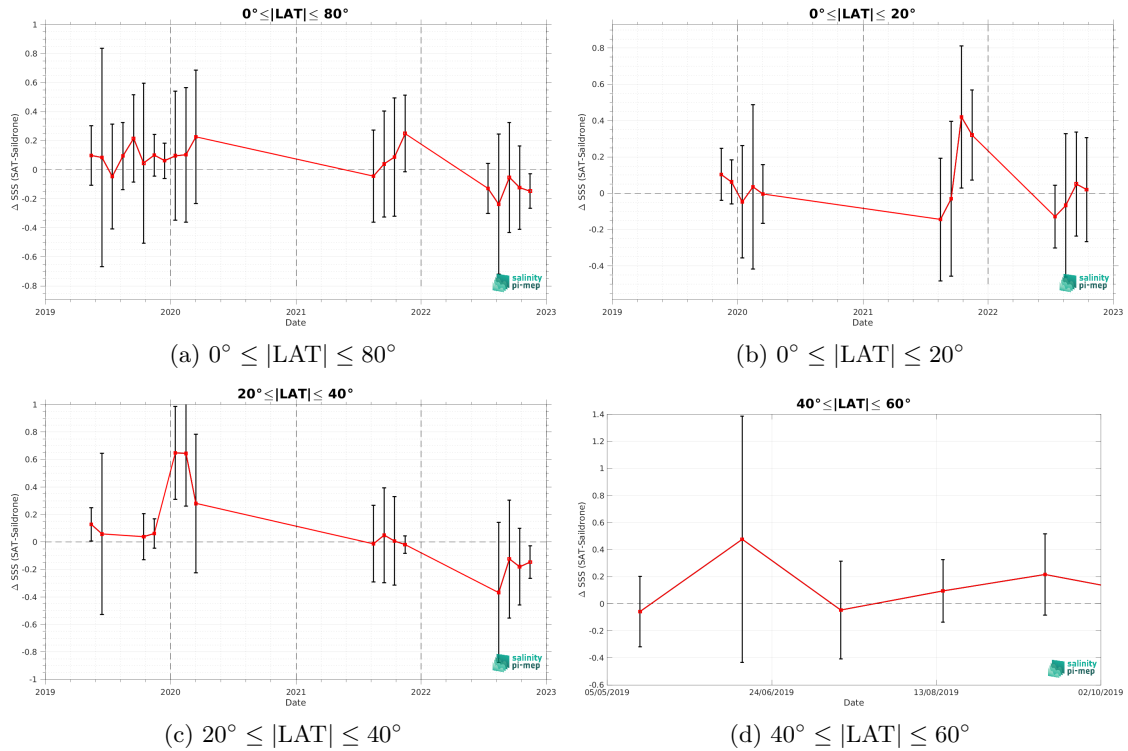 0°≤|LAT|≤ 80°
1
0.8
0.6
0.4
0.2
0
-0.2
-0.4
-0.6
-0.8
Δ SSS (SAT-Saildrone)
2019
2020
2021
2022
2023
Date
salinity
pi-mep
(a) 0° ≤ |LAT| ≤ 80°
0°≤|LAT|≤ 20°
0.8
0.6
0.4
0.2
0
-0.2
-0.4
Δ SSS (SAT-Saildrone)
2019
2020
2021
2022
2023
Date
salinity
pi-mep
(b) 0° ≤ |LAT| ≤ 20°
20°≤|LAT|≤ 40°
1
0.8
0.6
0.4
0.2
0
-0.2
-0.4
-0.6
-0.8
-1
Δ SSS (SAT-Saildrone)
2019
2020
2021
2022
2023
Date
salinity
pi-mep
(c) 20° ≤ |LAT| ≤ 40°
40°≤|LAT|≤ 60°
1.4
1.2
1
0.8
0.6
0.4
0.2
0
-0.2
-0.4
-0.6
Δ SSS (SAT-Saildrone)
05/05/2019
24/06/2019
13/08/2019
02/10/2019
Date
salinity
pi-mep
(d) 40° ≤ |LAT| ≤ 60°